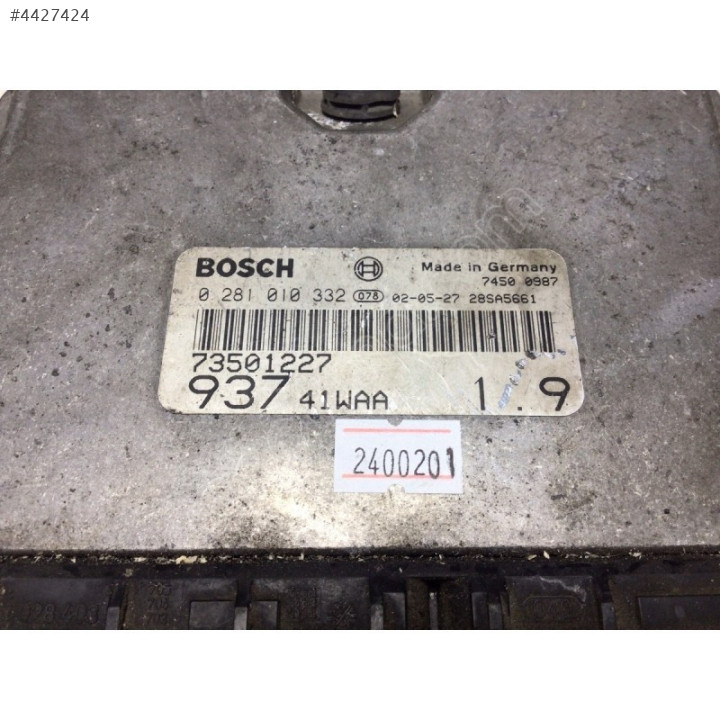 #4427424
BOSCH Made in Germany
7450 0987
0 281 010 332 078 02-05-27 28SA5661
73501227
937 41WAA 1.9
2400201